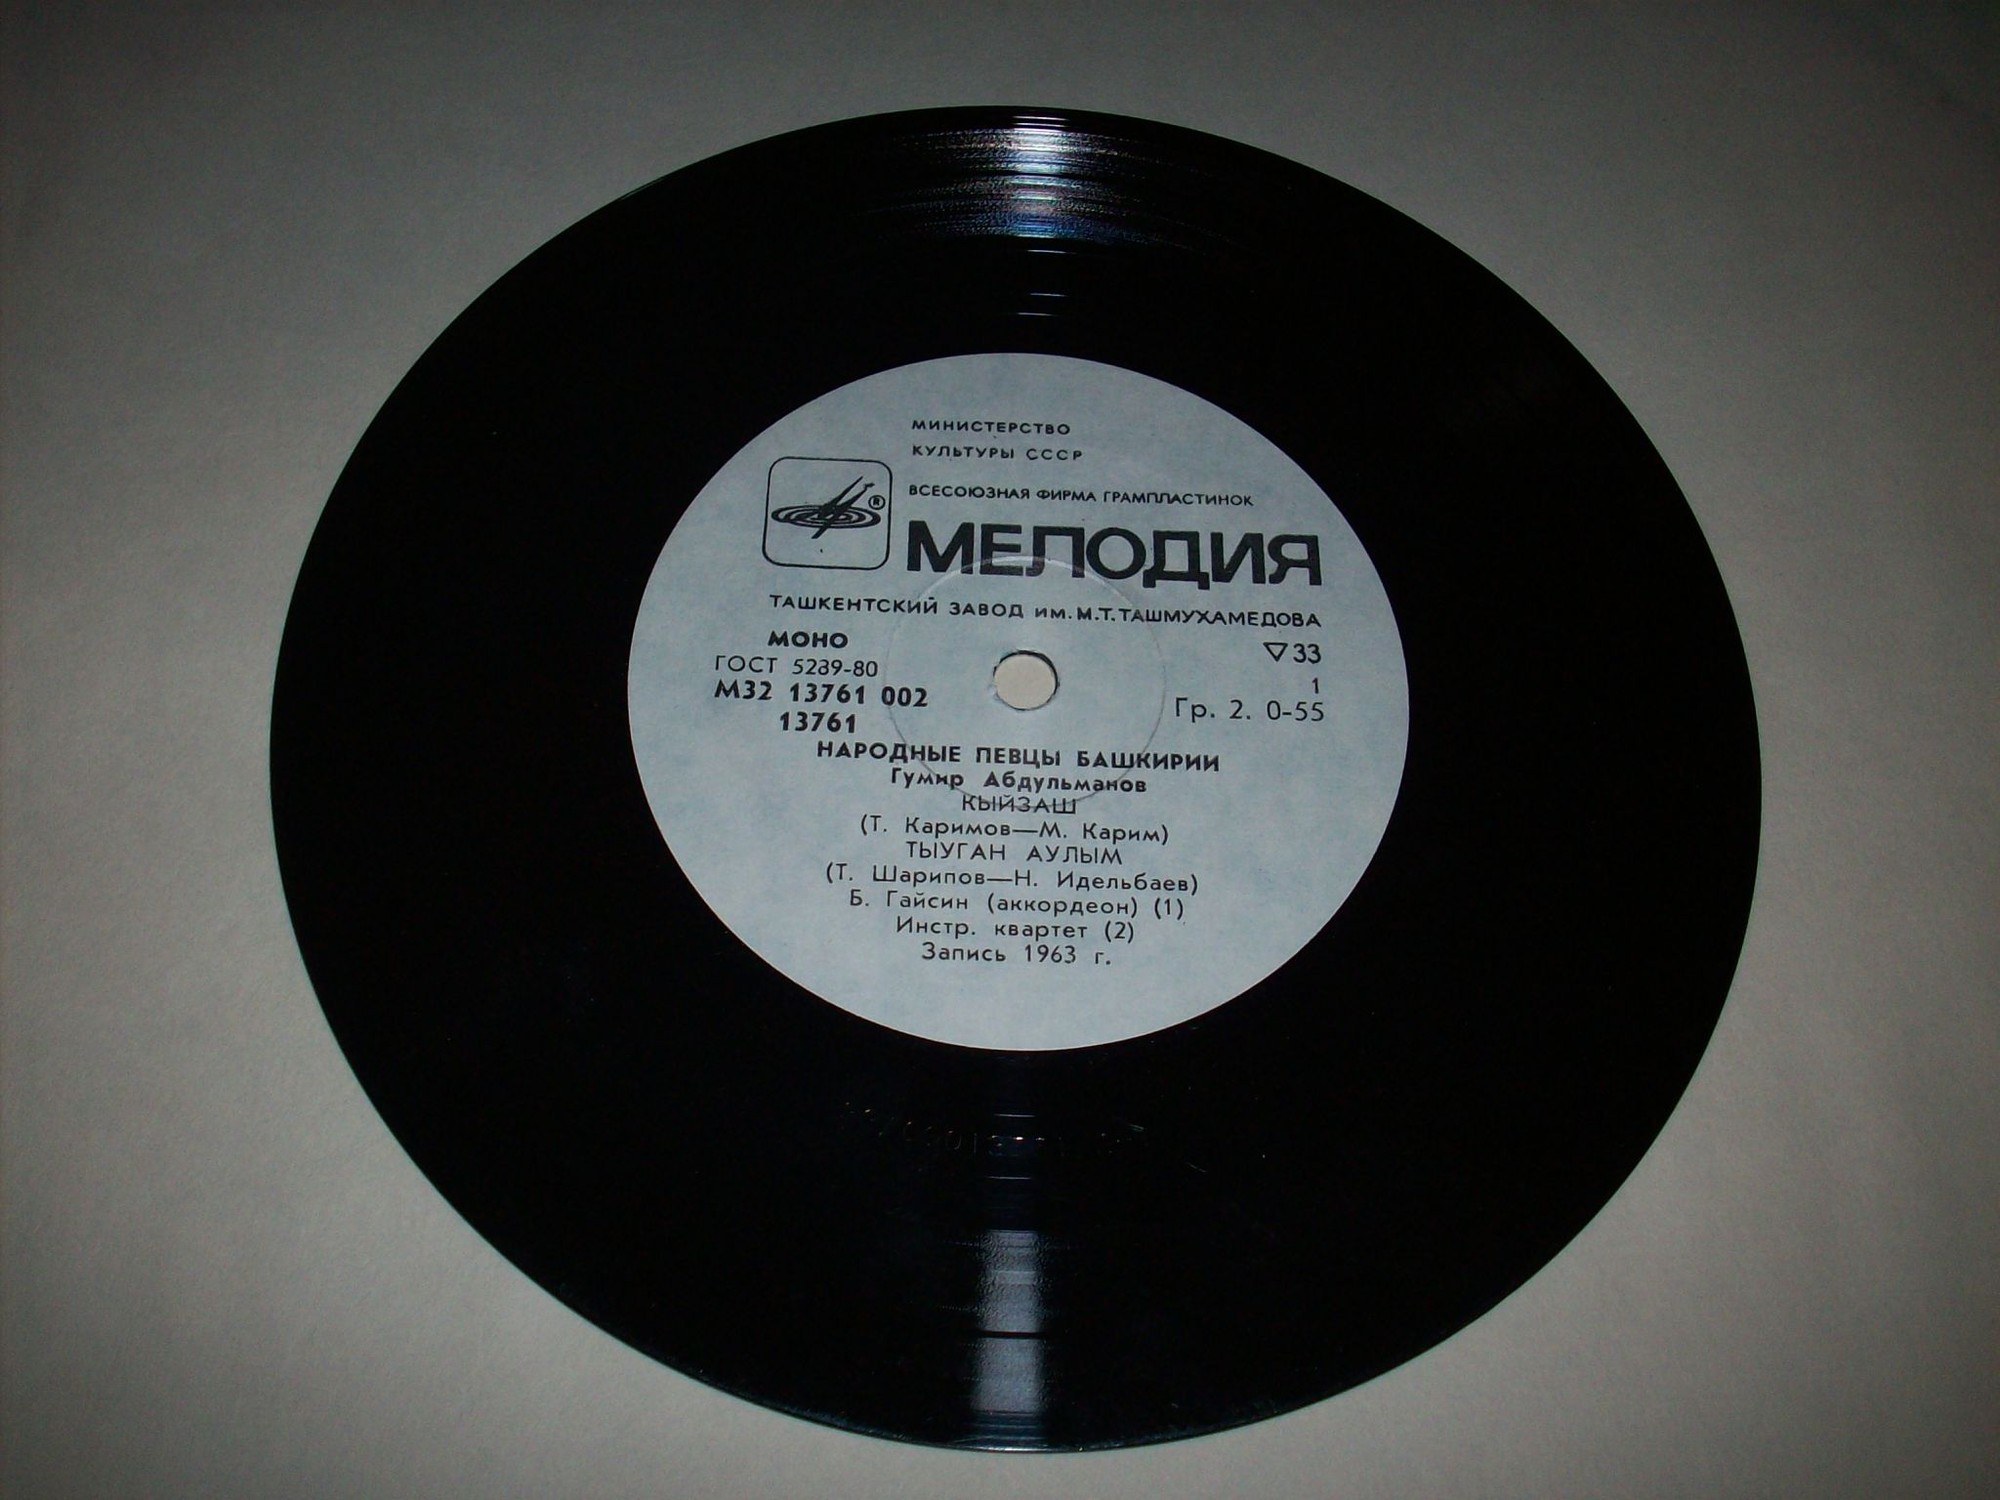 МИНИСТЕРСТВО
КУЛЬТУРЫ СССР
ВСЕСОЮЗНАЯ ФИРМА ГРАМПЛАСТИНОК
®
МЕЛОДИЯ
ТАШКЕНТСКИЙ ЗАВОД ИМ. М.Т. ТАШМУХАМЕДОВА
МОНО
▽33
ГОСТ 5289-80
1
М32 13761 002
Гр. 2. 0-55
13761
НАРОДНЫЕ ПЕВЦЫ БАШКИРИИ
Гумир Абдульманов
КЫЙЗАШ
(Т. Каримов—М. Карим)
ТЫУГАН АУЛЫМ
(Т. Шарипов—Н. Идельбаев)
Б. Гайсин (аккордеон) (1)
Инстр. квартет (2)
Запись 1963 г.